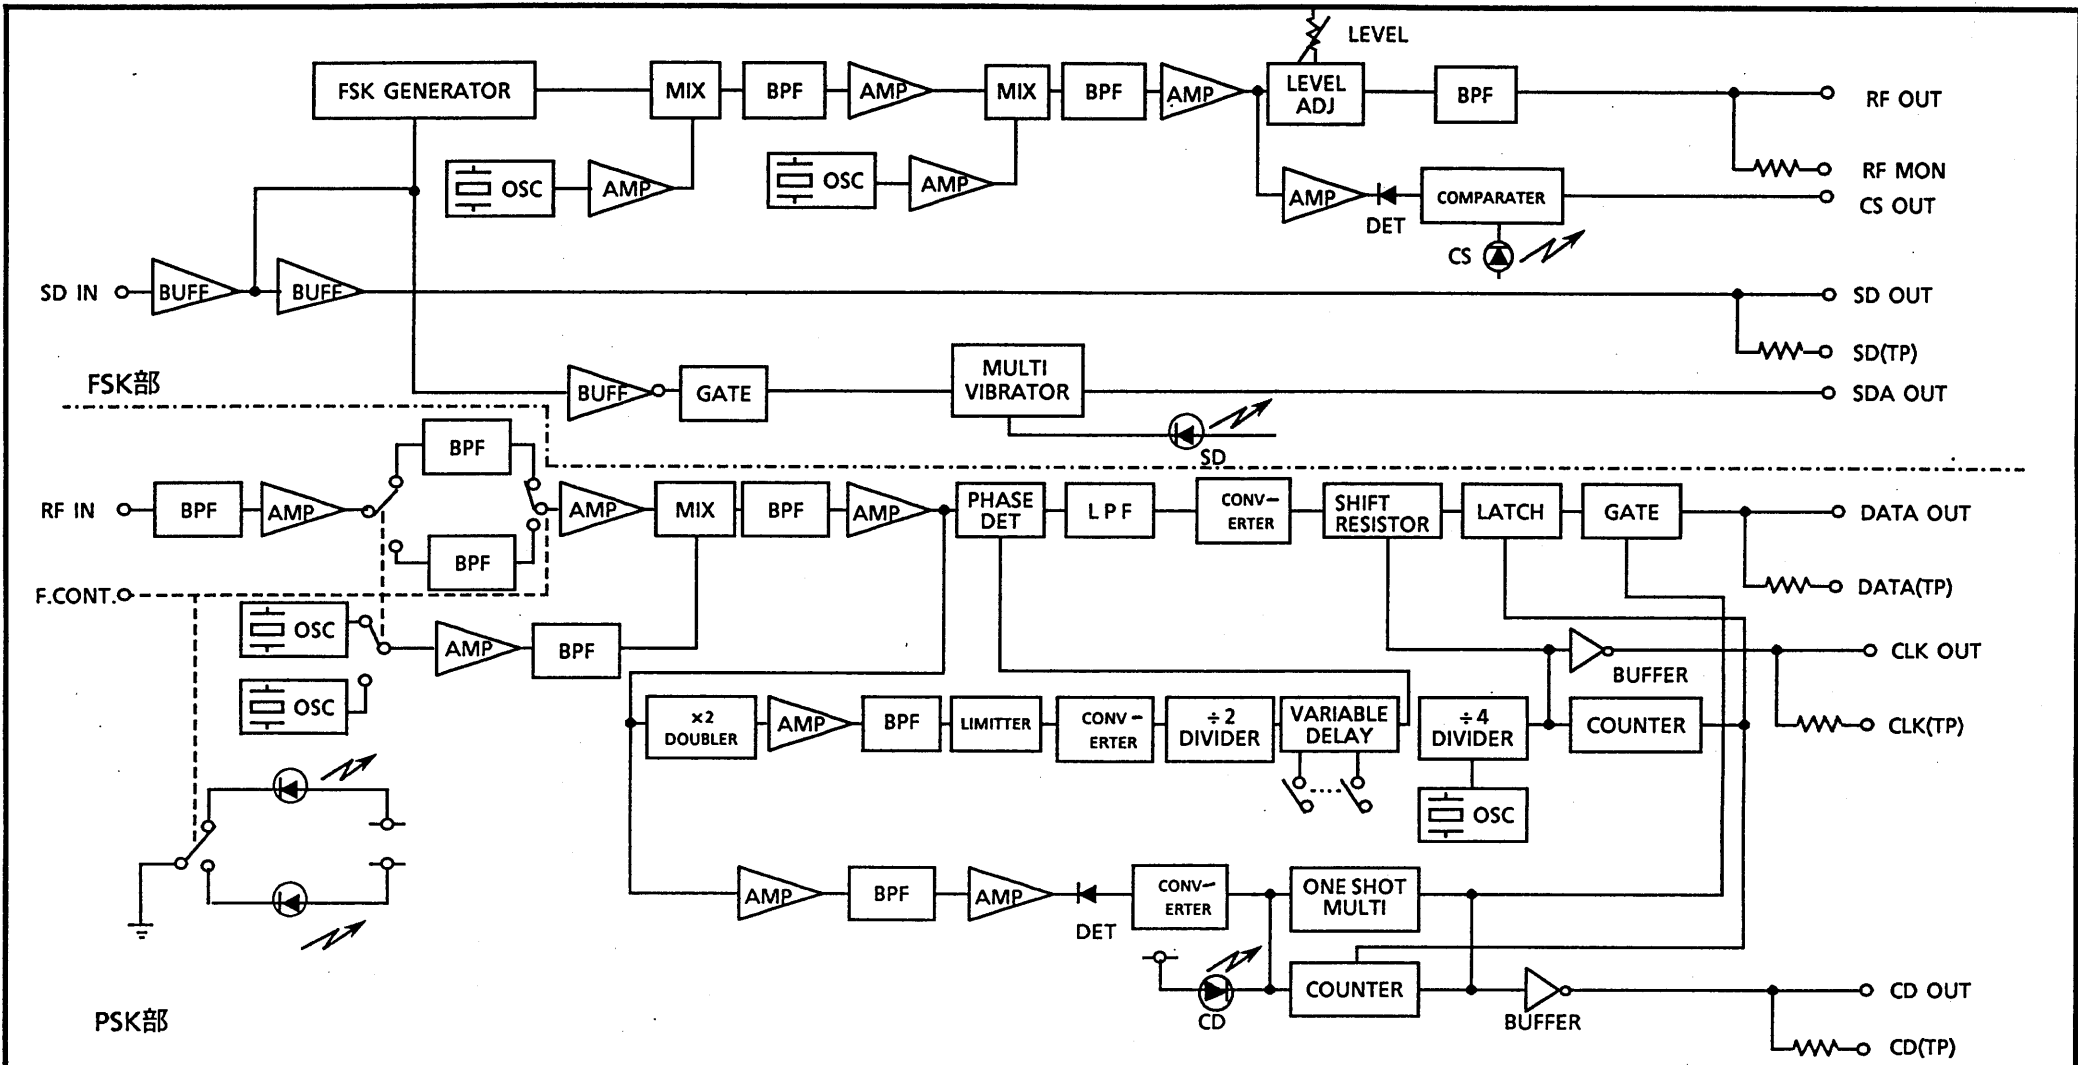 LEVEL
FSK GENERATOR
MIX
BPF
AMP
MIX
BPF
AMP
LEVEL
ADJ
BPF
RF OUT
OSC
AMP
OSC
AMP
AMP
DET
COMPARATER
RF MON
CS OUT
CS
SD IN
BUFF
BUFF
SD OUT
SD(TP)
FSK部
BUFF
GATE
MULTI
VIBRATOR
SDA OUT
SD
RF IN
BPF
AMP
BPF
BPF
AMP
MIX
BPF
AMP
PHASE
DET
LPF
CONV-
ERTER
SHIFT
RESISTOR
LATCH
GATE
DATA OUT
DATA(TP)
F.CONT.
OSC
OSC
AMP
BPF
BUFFER
CLK OUT
×2
DOUBLER
AMP
BPF
LIMITTER
CONV-
ERTER
÷2
DIVIDER
VARIABLE
DELAY
÷4
DIVIDER
COUNTER
CLK(TP)
OSC
AMP
BPF
AMP
DET
CONV-
ERTER
ONE SHOT
MULTI
CD
COUNTER
BUFFER
CD OUT
CD(TP)
PSK部